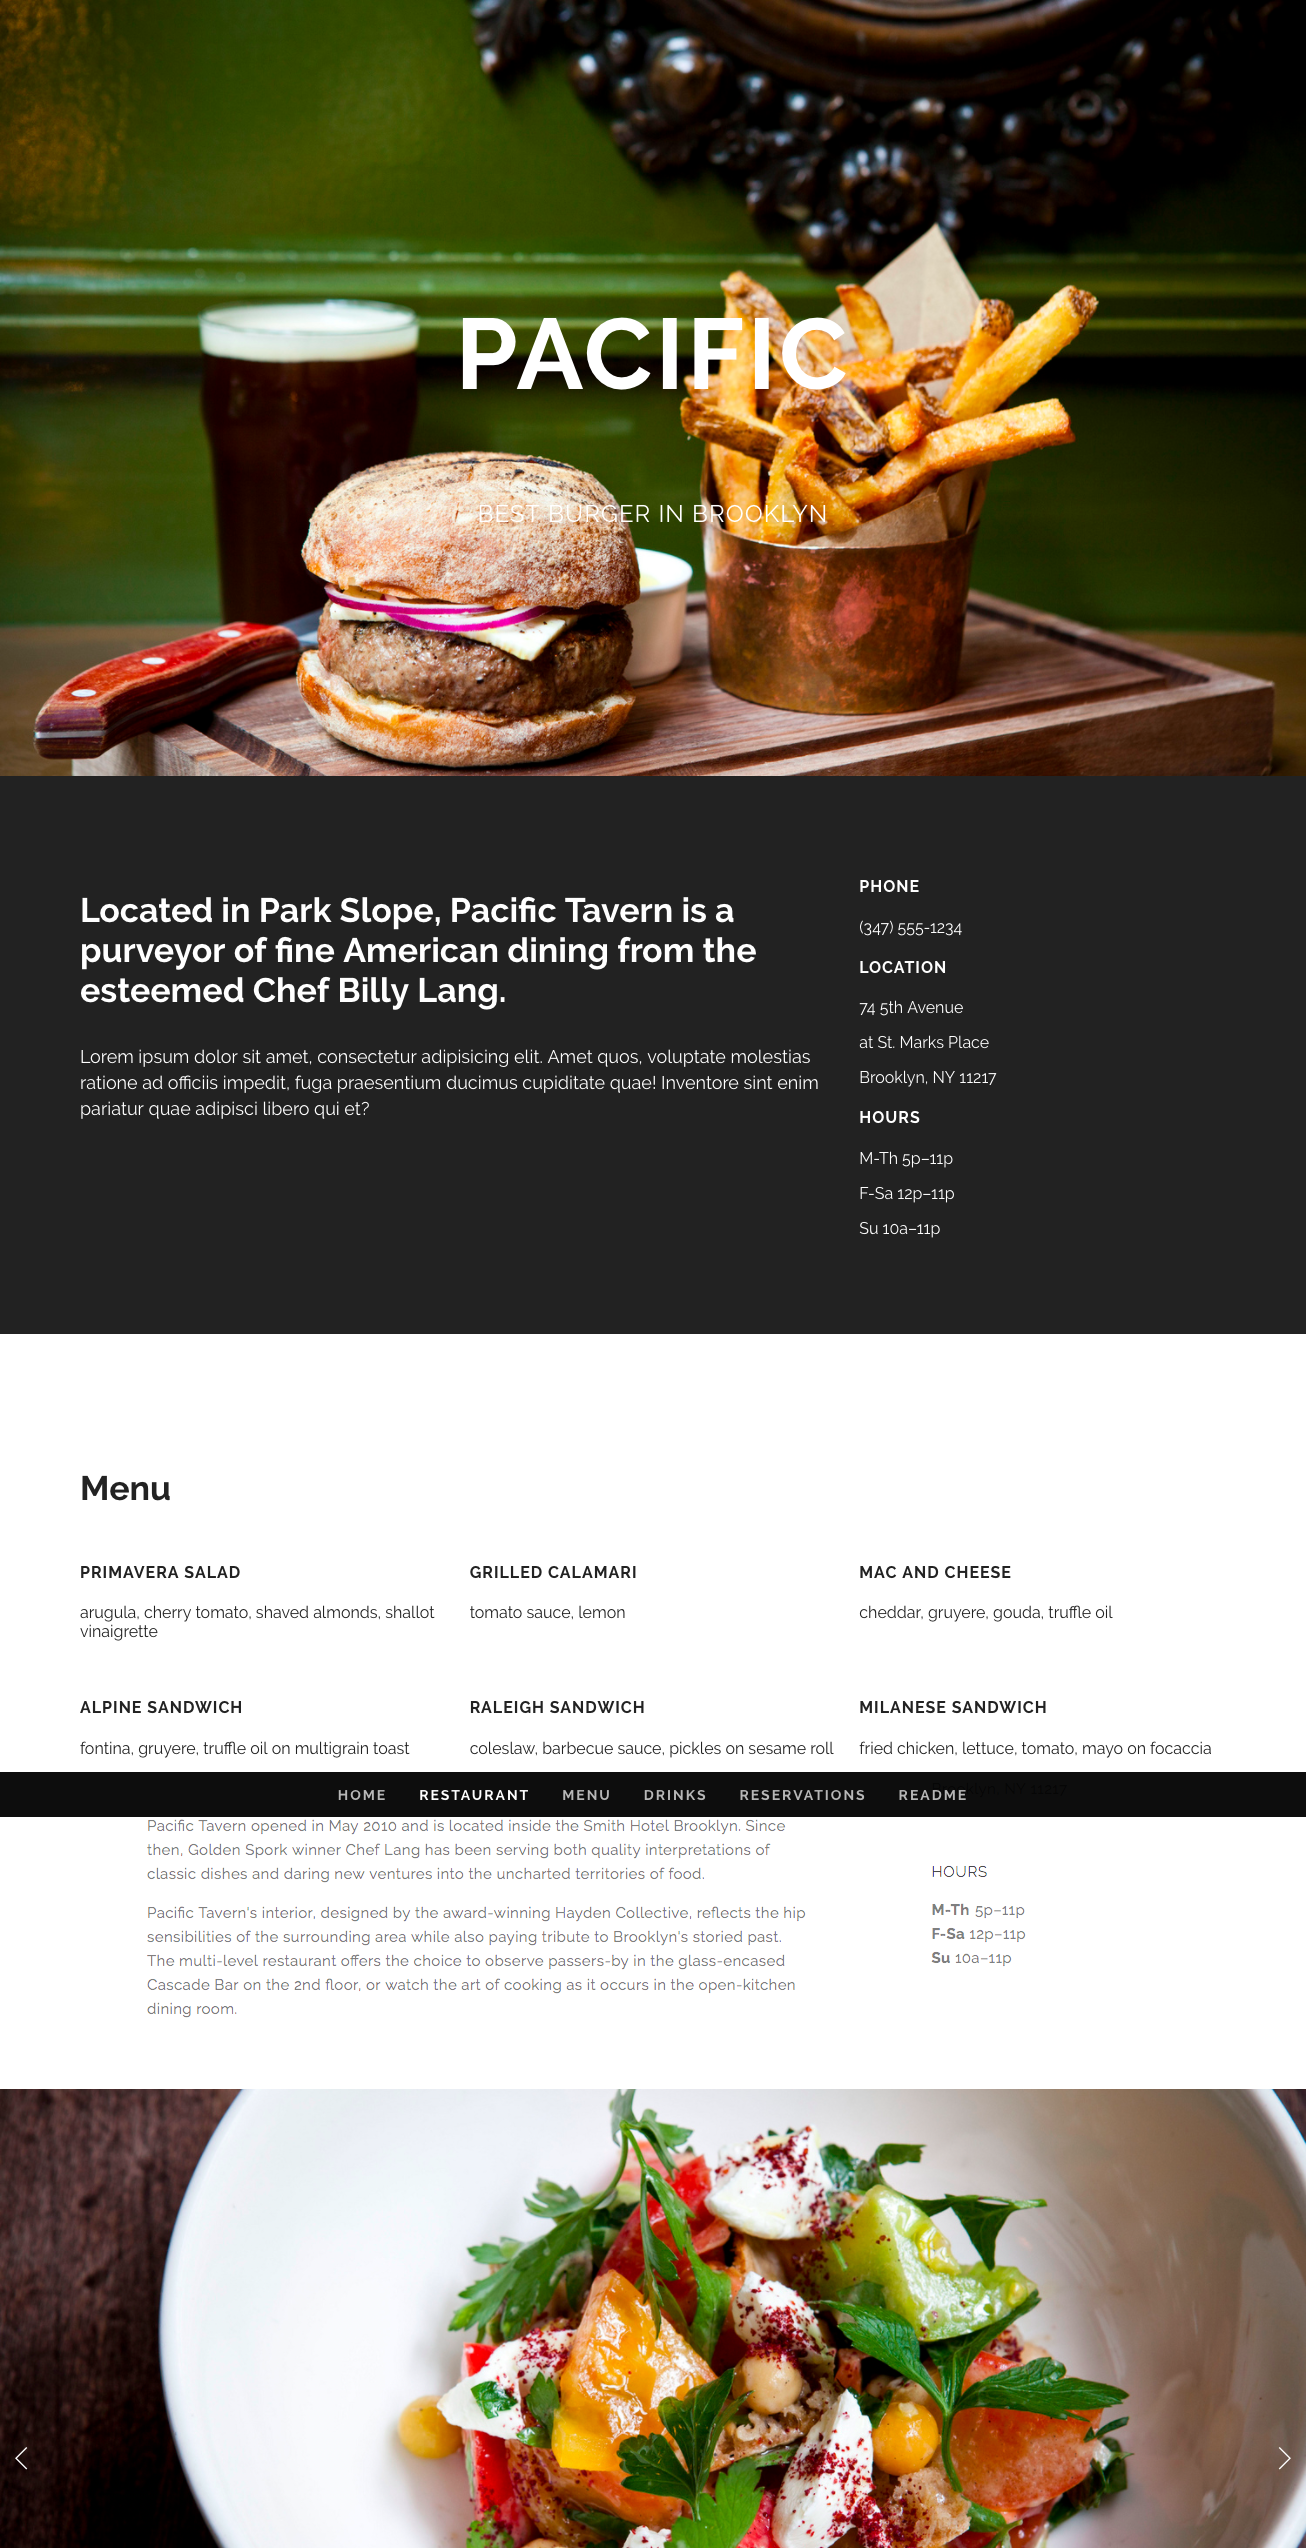 PACIFIC
BEST BURGER IN BROOKLYN
Located in Park Slope, Pacific Tavern is a
purveyor of fine American dining from the
esteemed Chef Billy Lang.
Lorem ipsum dolor sit amet, consectetur adipisicing elit. Amet quos, voluptate molestias
ratione ad officiis impedit, fuga praesentium ducimus cupiditate quae! Inventore sint enim
pariatur quae adipisci libero qui et?
PHONE
(347) 555-1234
LOCATION
74 5th Avenue
at St. Marks Place
Brooklyn, NY 11217
HOURS
M-Th 5p–11p
F-Sa 12p–11p
Su 10a–11p
Menu
PRIMAVERA SALAD
arugula, cherry tomato, shaved almonds, shallot
vinaigrette
GRILLED CALAMARI
tomato sauce, lemon
MAC AND CHEESE
cheddar, gruyere, gouda, truffle oil
ALPINE SANDWICH
fontina, gruyere, truffle oil on multigrain toast
RALEIGH SANDWICH
coleslaw, barbecue sauce, pickles on sesame roll
MILANESE SANDWICH
fried chicken, lettuce, tomato, mayo on focaccia
HOME RESTAURANT MENU DRINKS RESERVATIONS README
Pacific Tavern opened in May 2010 and is located inside the Smith Hotel Brooklyn. Since
then, Golden Spork winner Chef Lang has been serving both quality interpretations of
classic dishes and daring new ventures into the uncharted territories of food.
Pacific Tavern's interior, designed by the award-winning Hayden Collective, reflects the hip
sensibilities of the surrounding area while also paying tribute to Brooklyn's storied past.
The multi-level restaurant offers the choice to observe passers-by in the glass-encased
Cascade Bar on the 2nd floor, or watch the art of cooking as it occurs in the open-kitchen
dining room.
HOURS
M-Th 5p–11p
F-Sa 12p–11p
Su 10a–11p